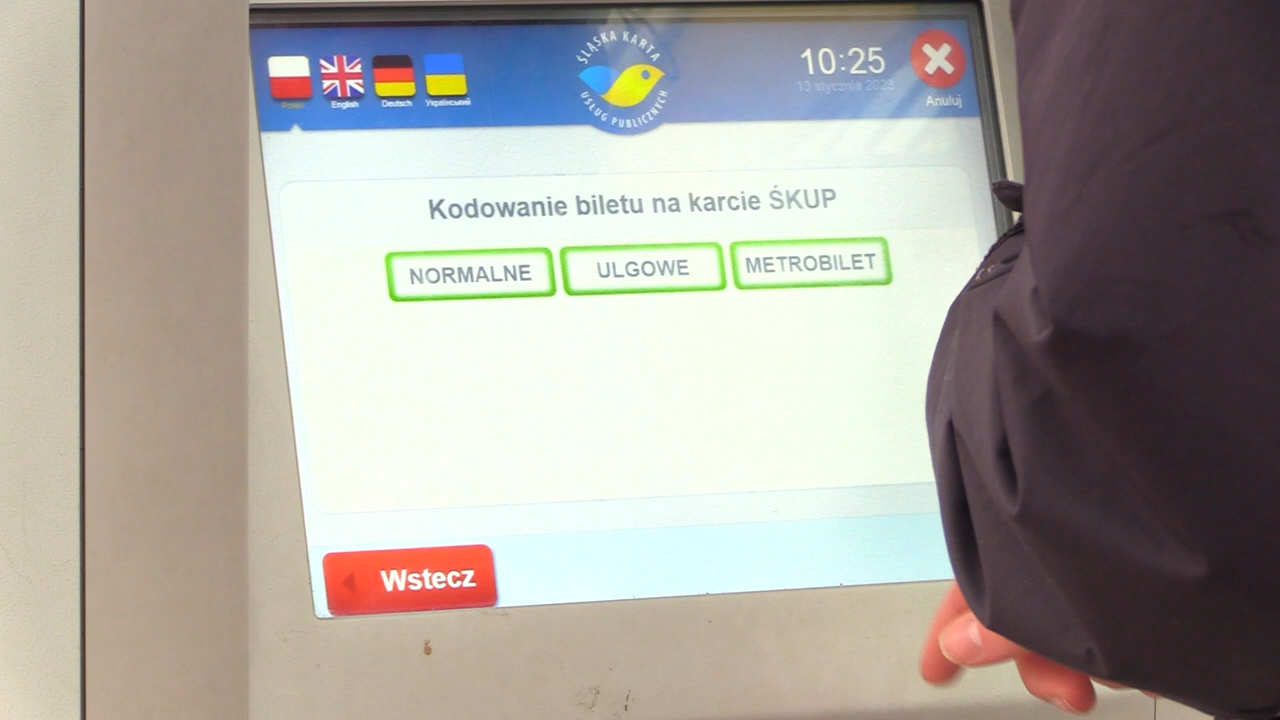 Polski
English
Deutsch
Український
ŚLĄSKA KARTA
USŁUG PUBLICZNYCH
10:25
13 stycznia 2023
Anuluj
Kodowanie biletu na karcie ŚKUP
NORMALNE
ULGOWE
METROBILET
Wstecz